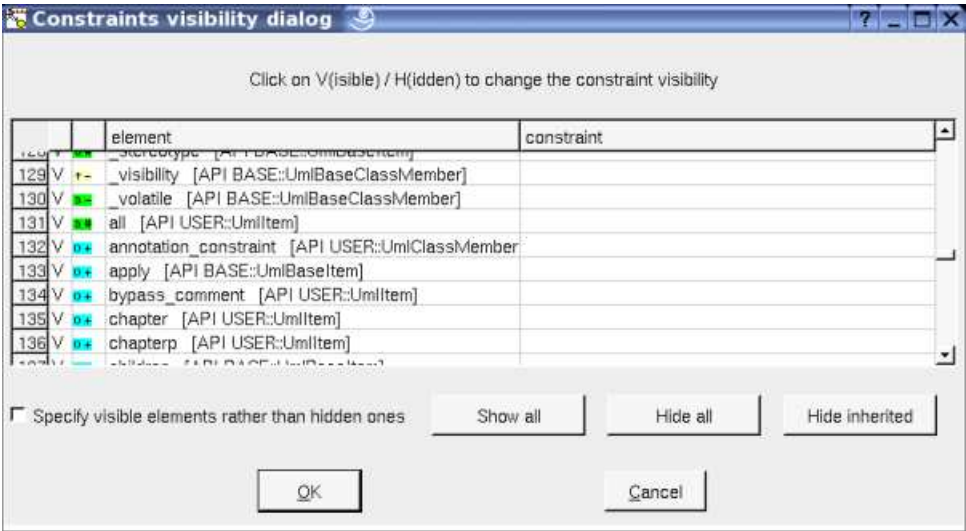 Constraints visibility dialog
Click on V(isible) / H(idden) to change the constraint visibility
element constraint
129 V _visibility [API BASE::UmlBaseClassMember]
130 V _volatile [API BASE::UmlBaseClassMember]
131 V all [API USER::UmlItem]
132 V annotation_constraint [API USER::UmlClassMember
133 V apply [API BASE::UmlBaseItem]
134 V bypass_comment [API USER::UmlItem]
135 V chapter [API USER::UmlItem]
136 V chapterp [API USER::UmlItem]
Specify visible elements rather than hidden ones Show all Hide all Hide inherited
OK Cancel